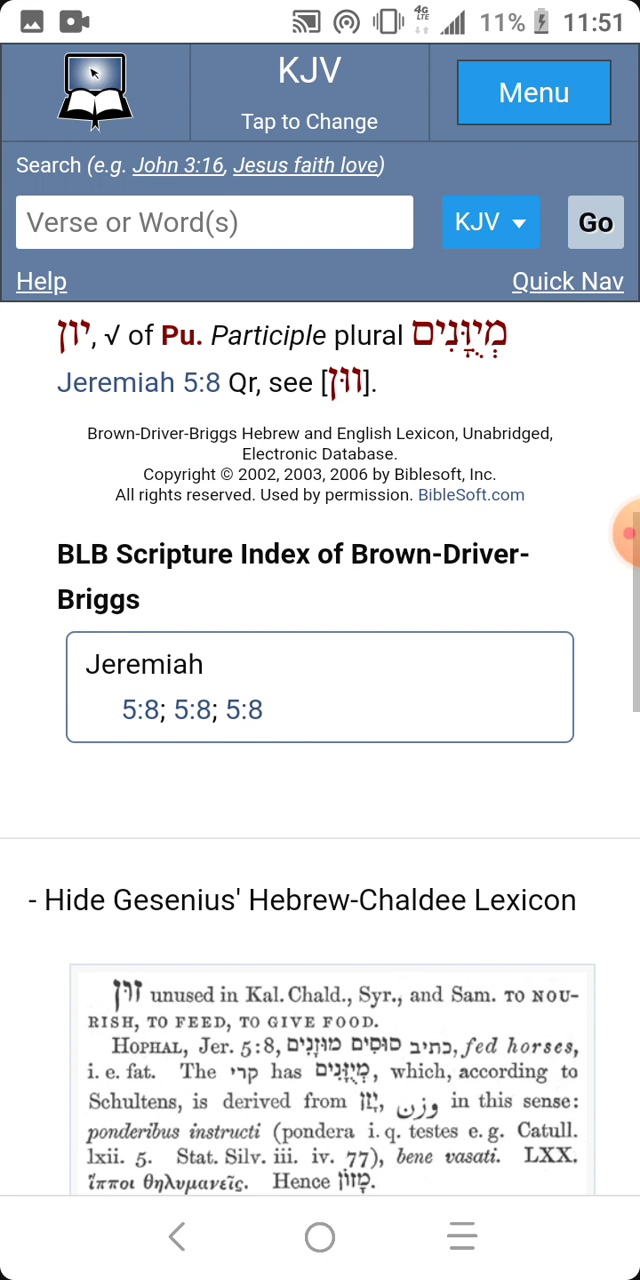 4G
LTE
11%
11:51
KJV
Tap to Change
Menu
Search (e.g. John 3:16, Jesus faith love)
Verse or Word(s)
KJV
Go
Help
Quick Nav
יזן, √ of Pu. Participle plural מְיֻזָּנִים
Jeremiah 5:8 Qr, see [זוּן].
Brown-Driver-Briggs Hebrew and English Lexicon, Unabridged,
Electronic Database.
Copyright © 2002, 2003, 2006 by Biblesoft, Inc.
All rights reserved. Used by permission. BibleSoft.com
BLB Scripture Index of Brown-Driver-
Briggs
Jeremiah
5:8; 5:8; 5:8
- Hide Gesenius' Hebrew-Chaldee Lexicon
זוּן unused in Kal. Chald., Syr., and Sam. TO NOU-
RISH, TO FEED, TO GIVE FOOD.
HOPHAL, Jer. 5:8, כתיב סוּסִים מוּזָנִים, fed horses,
i. e. fat. The קרי has מְיֻזָּנִים, which, according to
Schultens, is derived from יָזַן, وزن in this sense:
ponderibus instructi (pondera i. q. testes e. g. Catull.
lxii. 5. Stat. Silv. iii. iv. 77), bene vasati. LXX.
ἵπποι θηλυμανεῖς. Hence מָזוֹן.